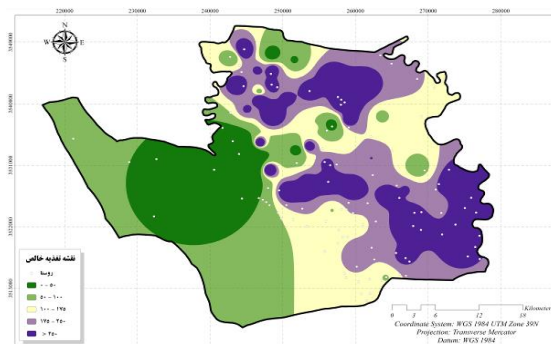 220000 230000 240000 250000 260000 270000 280000
N
W E
S
نقشه تغذیه خالص
روستا
۰ - ۵۰
۵۰ - ۱۰۰
۱۰۰ - ۱۷۵
۱۷۵ - ۲۵۰
> ۲۵۰
Kilometer
0 3 6 12 18
Coordinate System: WGS 1984 UTM Zone 39N
Projection: Transverse Mercator
Datum: WGS 1984